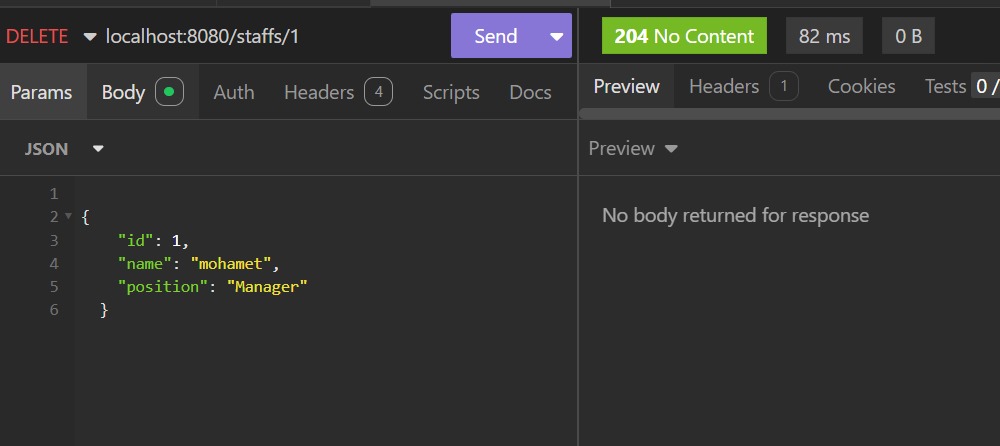 DELETE localhost:8080/staffs/1 Send 204 No Content 82 ms 0 B
Params Body Auth Headers 4 Scripts Docs Preview Headers 1 Cookies Tests 0 /
JSON Preview
1
2 {
3 "id": 1,
4 "name": "mohamet",
5 "position": "Manager"
6 }
No body returned for response